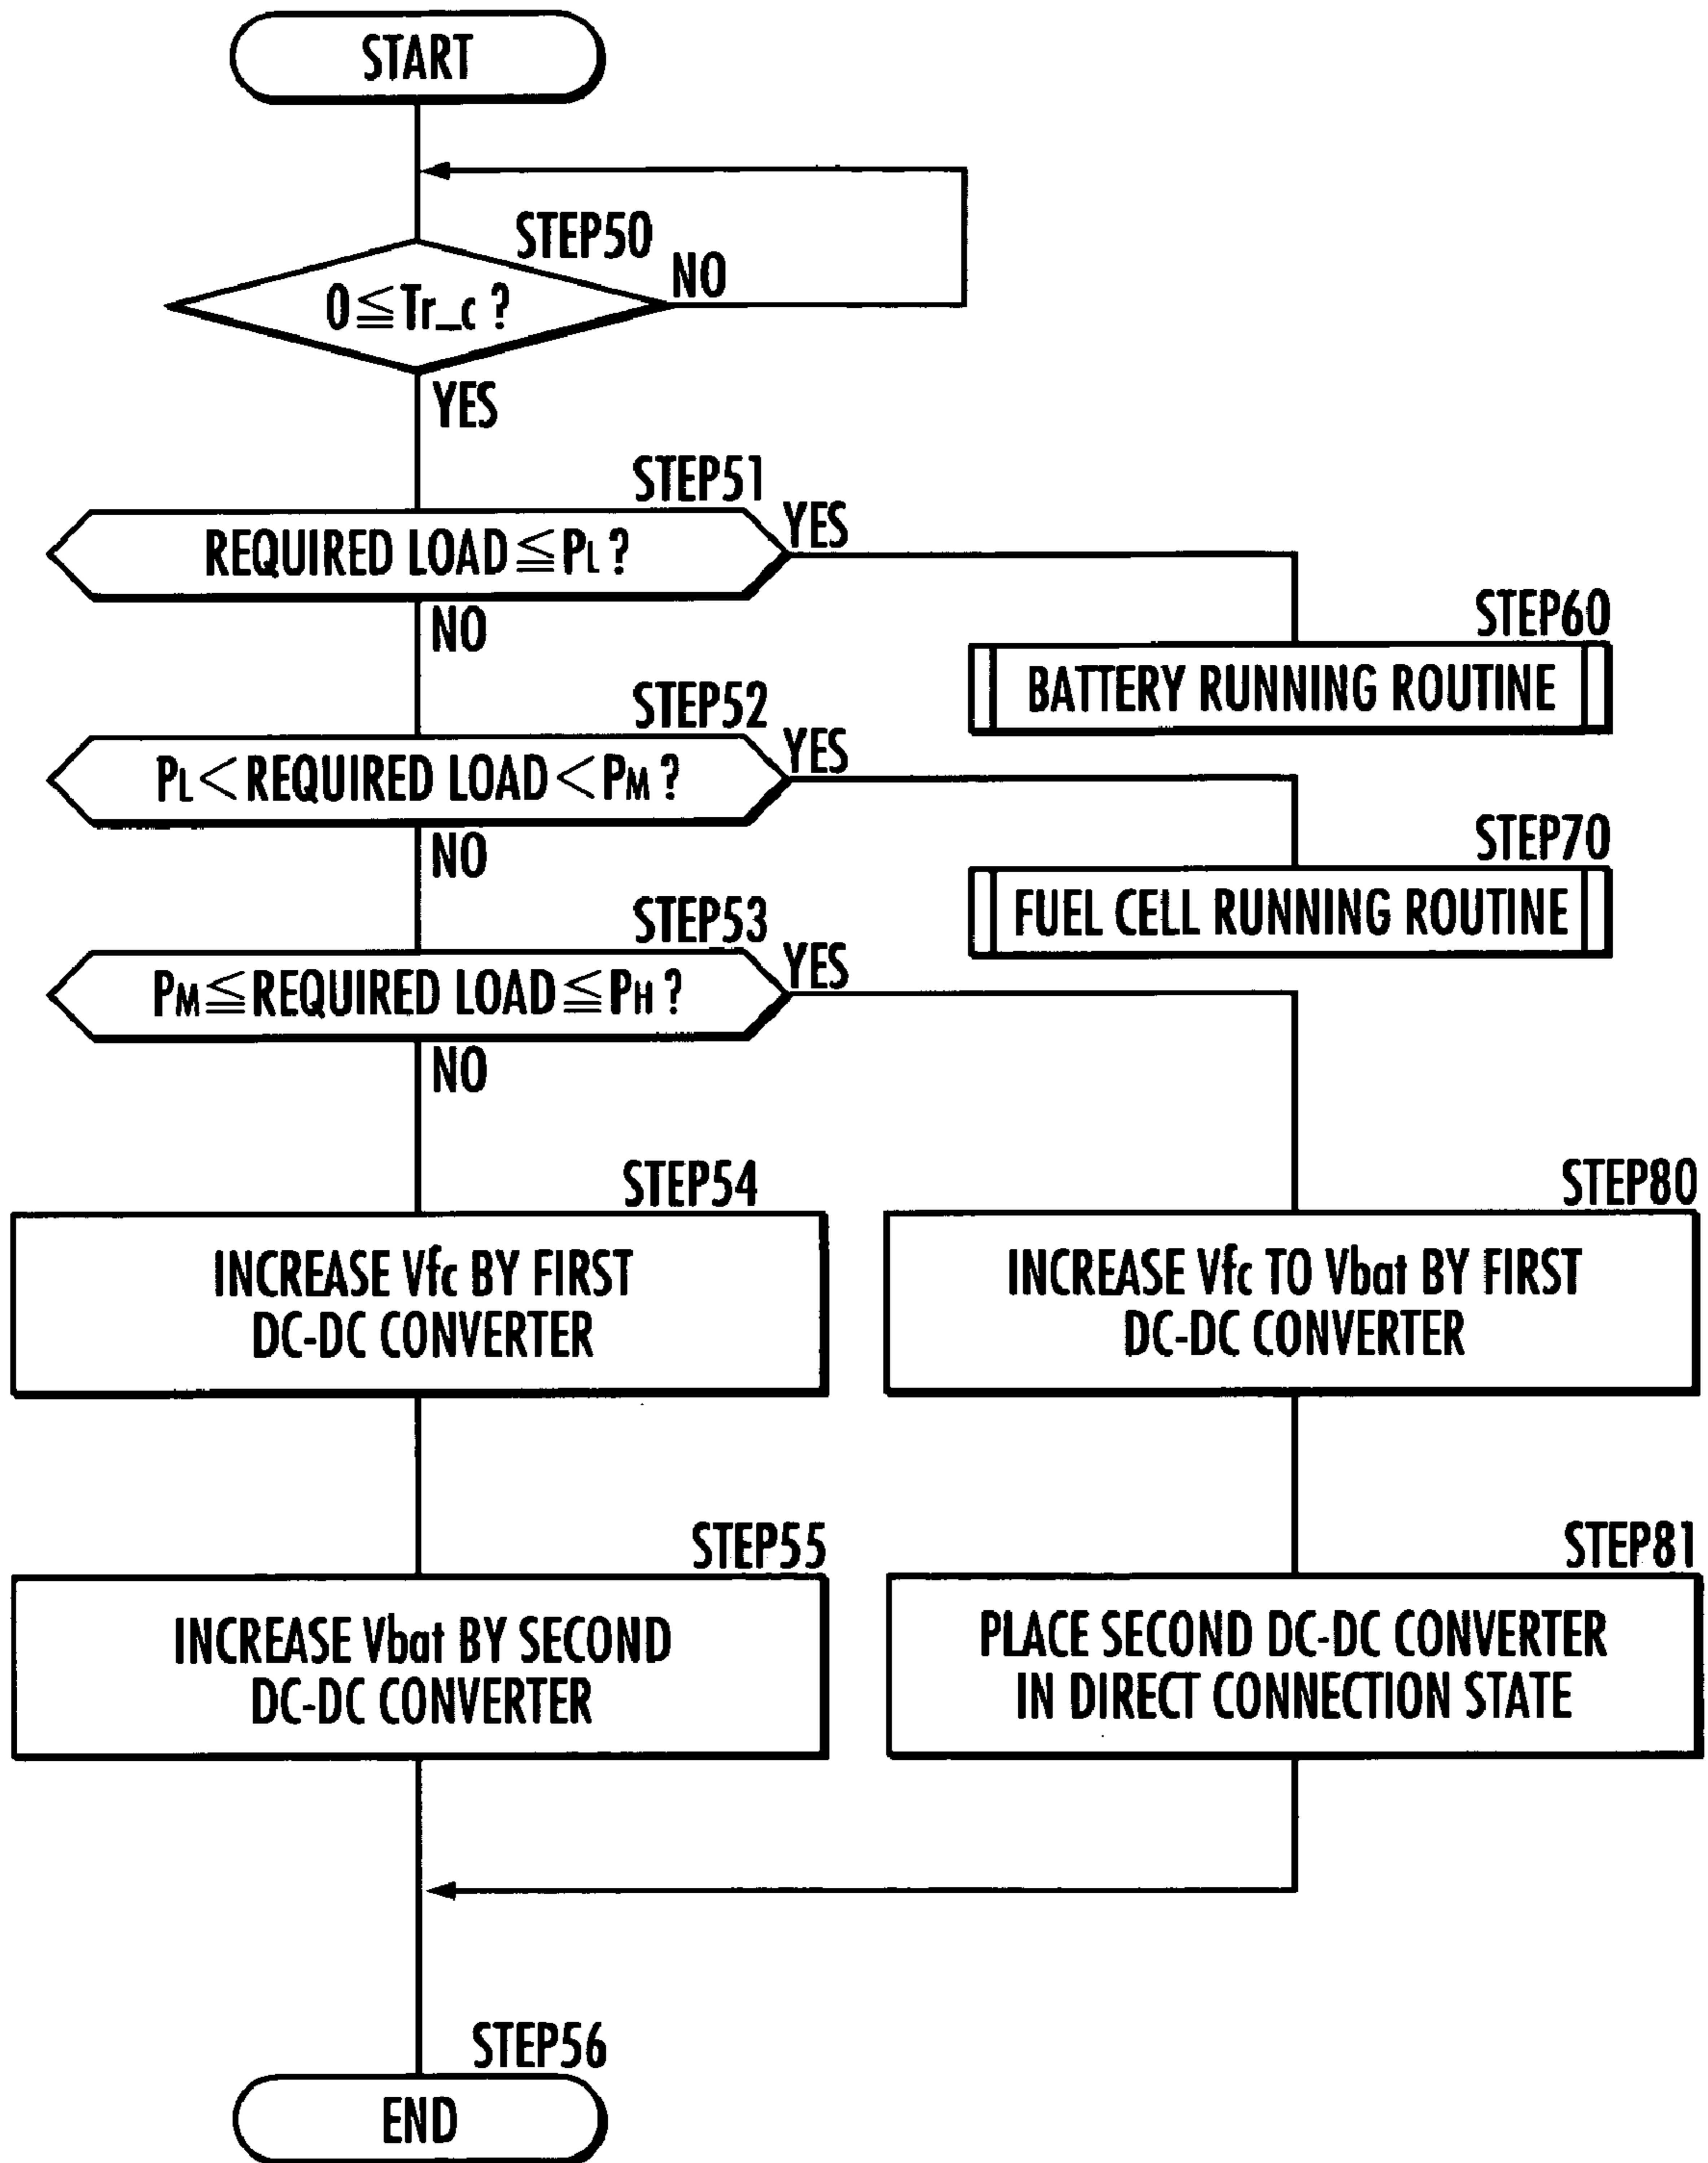 START
STEP50
0≦Tr_c ?
NO
YES
STEP51
REQUIRED LOAD≦PL ?
YES
NO
STEP60
BATTERY RUNNING ROUTINE
STEP52
PL<REQUIRED LOAD<PM ?
YES
NO
STEP70
FUEL CELL RUNNING ROUTINE
STEP53
PM≦REQUIRED LOAD≦PH ?
YES
NO
STEP54
INCREASE Vfc BY FIRST
DC-DC CONVERTER
STEP80
INCREASE Vfc TO Vbat BY FIRST
DC-DC CONVERTER
STEP55
INCREASE Vbat BY SECOND
DC-DC CONVERTER
STEP81
PLACE SECOND DC-DC CONVERTER
IN DIRECT CONNECTION STATE
STEP56
END